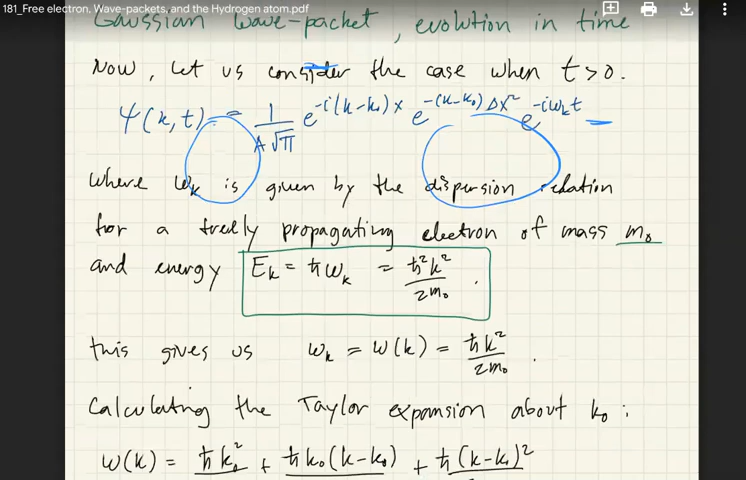 181_Free electron, Wave-packets, and the Hydrogen atom.pdf
Gaussian wave-packet, evolution in time
Now, let us consider the case when t > 0.
Ψ(k,t) = 1/(A√π) e^{-i(k-k₀)x} e^{-(k-k₀)Δx²} e^{-iω_k t}
where ω_k is given by the dispersion relation
for a freely propagating electron of mass m₀
and energy E_k = ħω_k = ħ²k²/2m₀ .
this gives us ω_k = ω(k) = ħk²/2m₀ .
Calculating the Taylor expansion about k₀ :
ω(k) = ħk₀² + ħk₀(k-k₀) + ħ(k-k₀)²